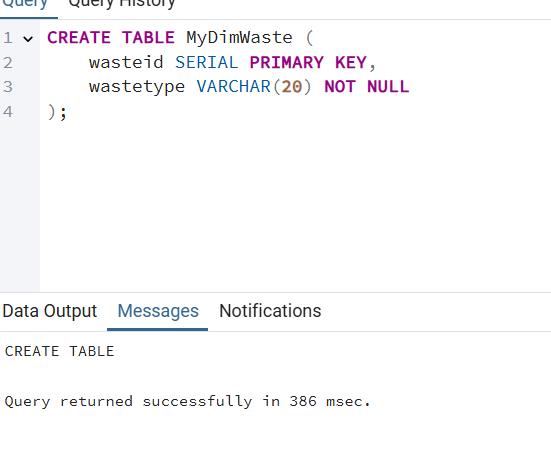 Query Query History
1 CREATE TABLE MyDimWaste (
2 wasteid SERIAL PRIMARY KEY,
3 wastetype VARCHAR(20) NOT NULL
4 );
Data Output Messages Notifications
CREATE TABLE
Query returned successfully in 386 msec.